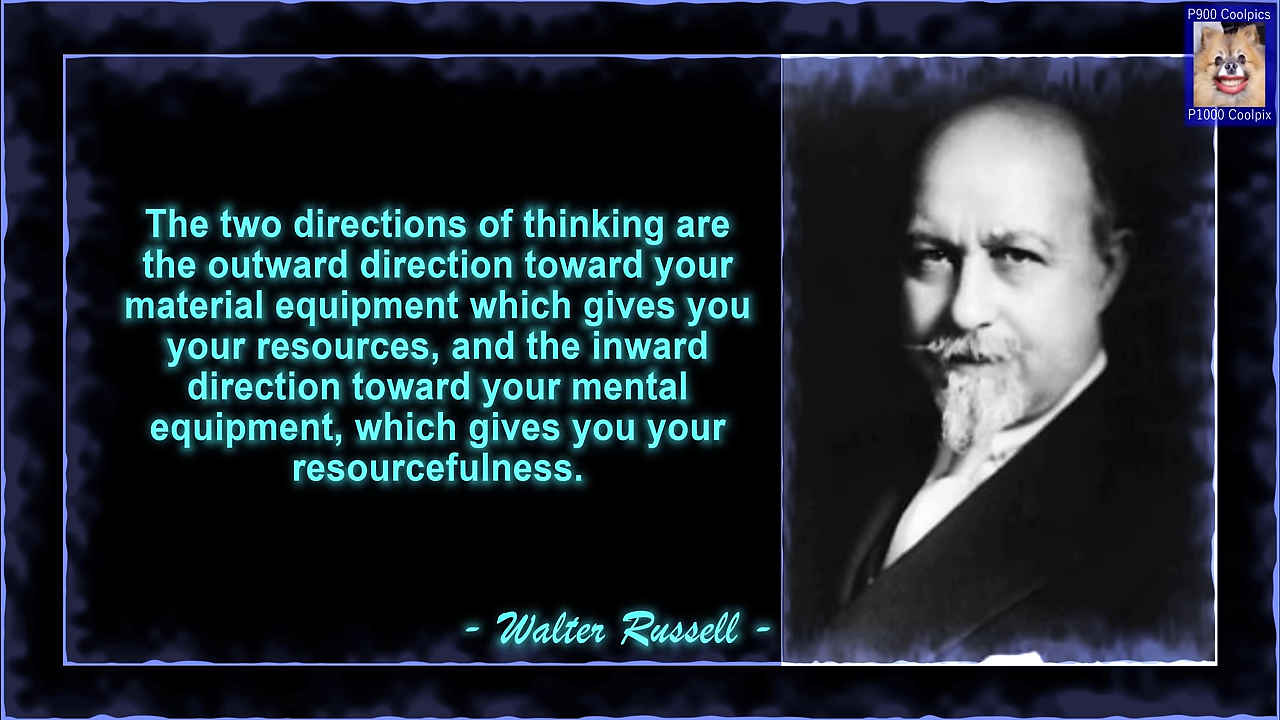 P900 Coolpics
P1000 Coolpix
The two directions of thinking are
the outward direction toward your
material equipment which gives you
your resources, and the inward
direction toward your mental
equipment, which gives you your
resourcefulness.
- Walter Russell -